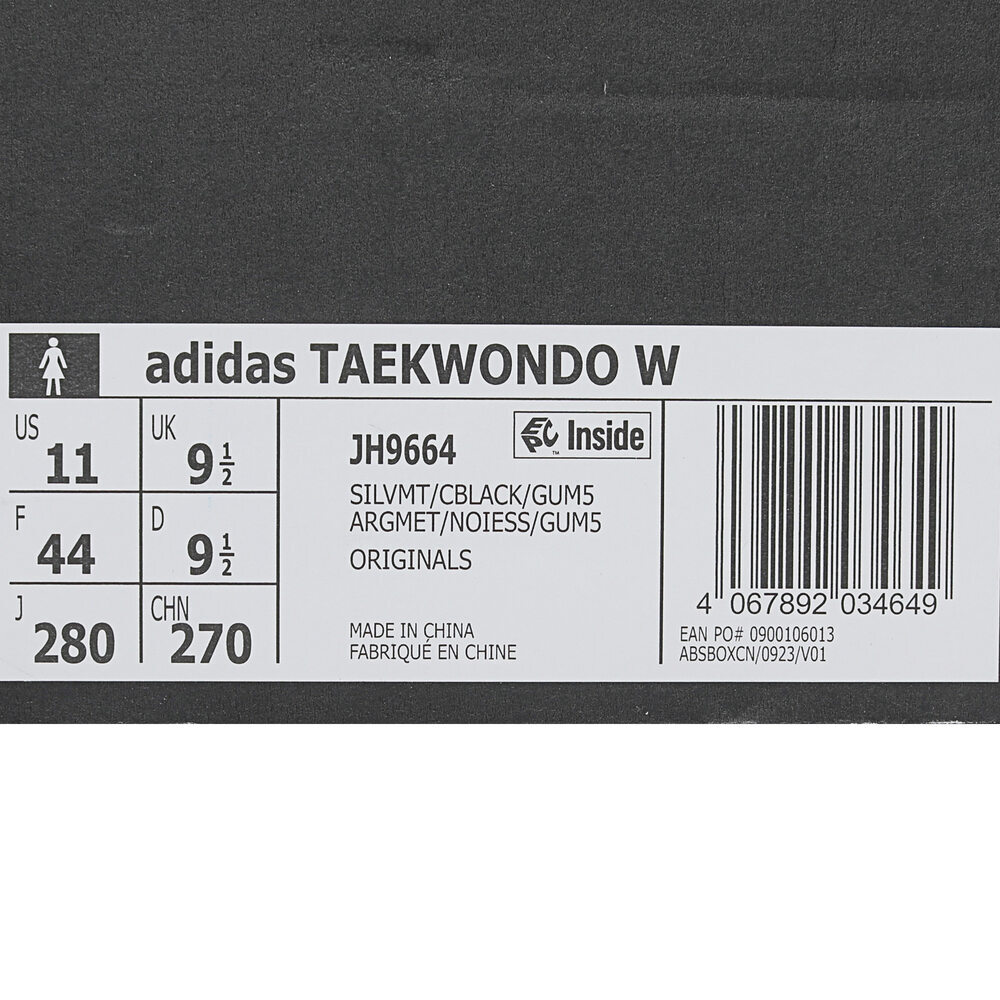 adidas TAEKWONDO W
US 11
UK 9 1/2
F 44
D 9 1/2
J 280
CHN 270
JH9664
EPC Inside
™
SILVMT/CBLACK/GUM5
ARGMET/NOIESS/GUM5
ORIGINALS
MADE IN CHINA
FABRIQUÉ EN CHINE
4 067892 034649
EAN PO# 0900106013
ABSBOXCN/0923/V01